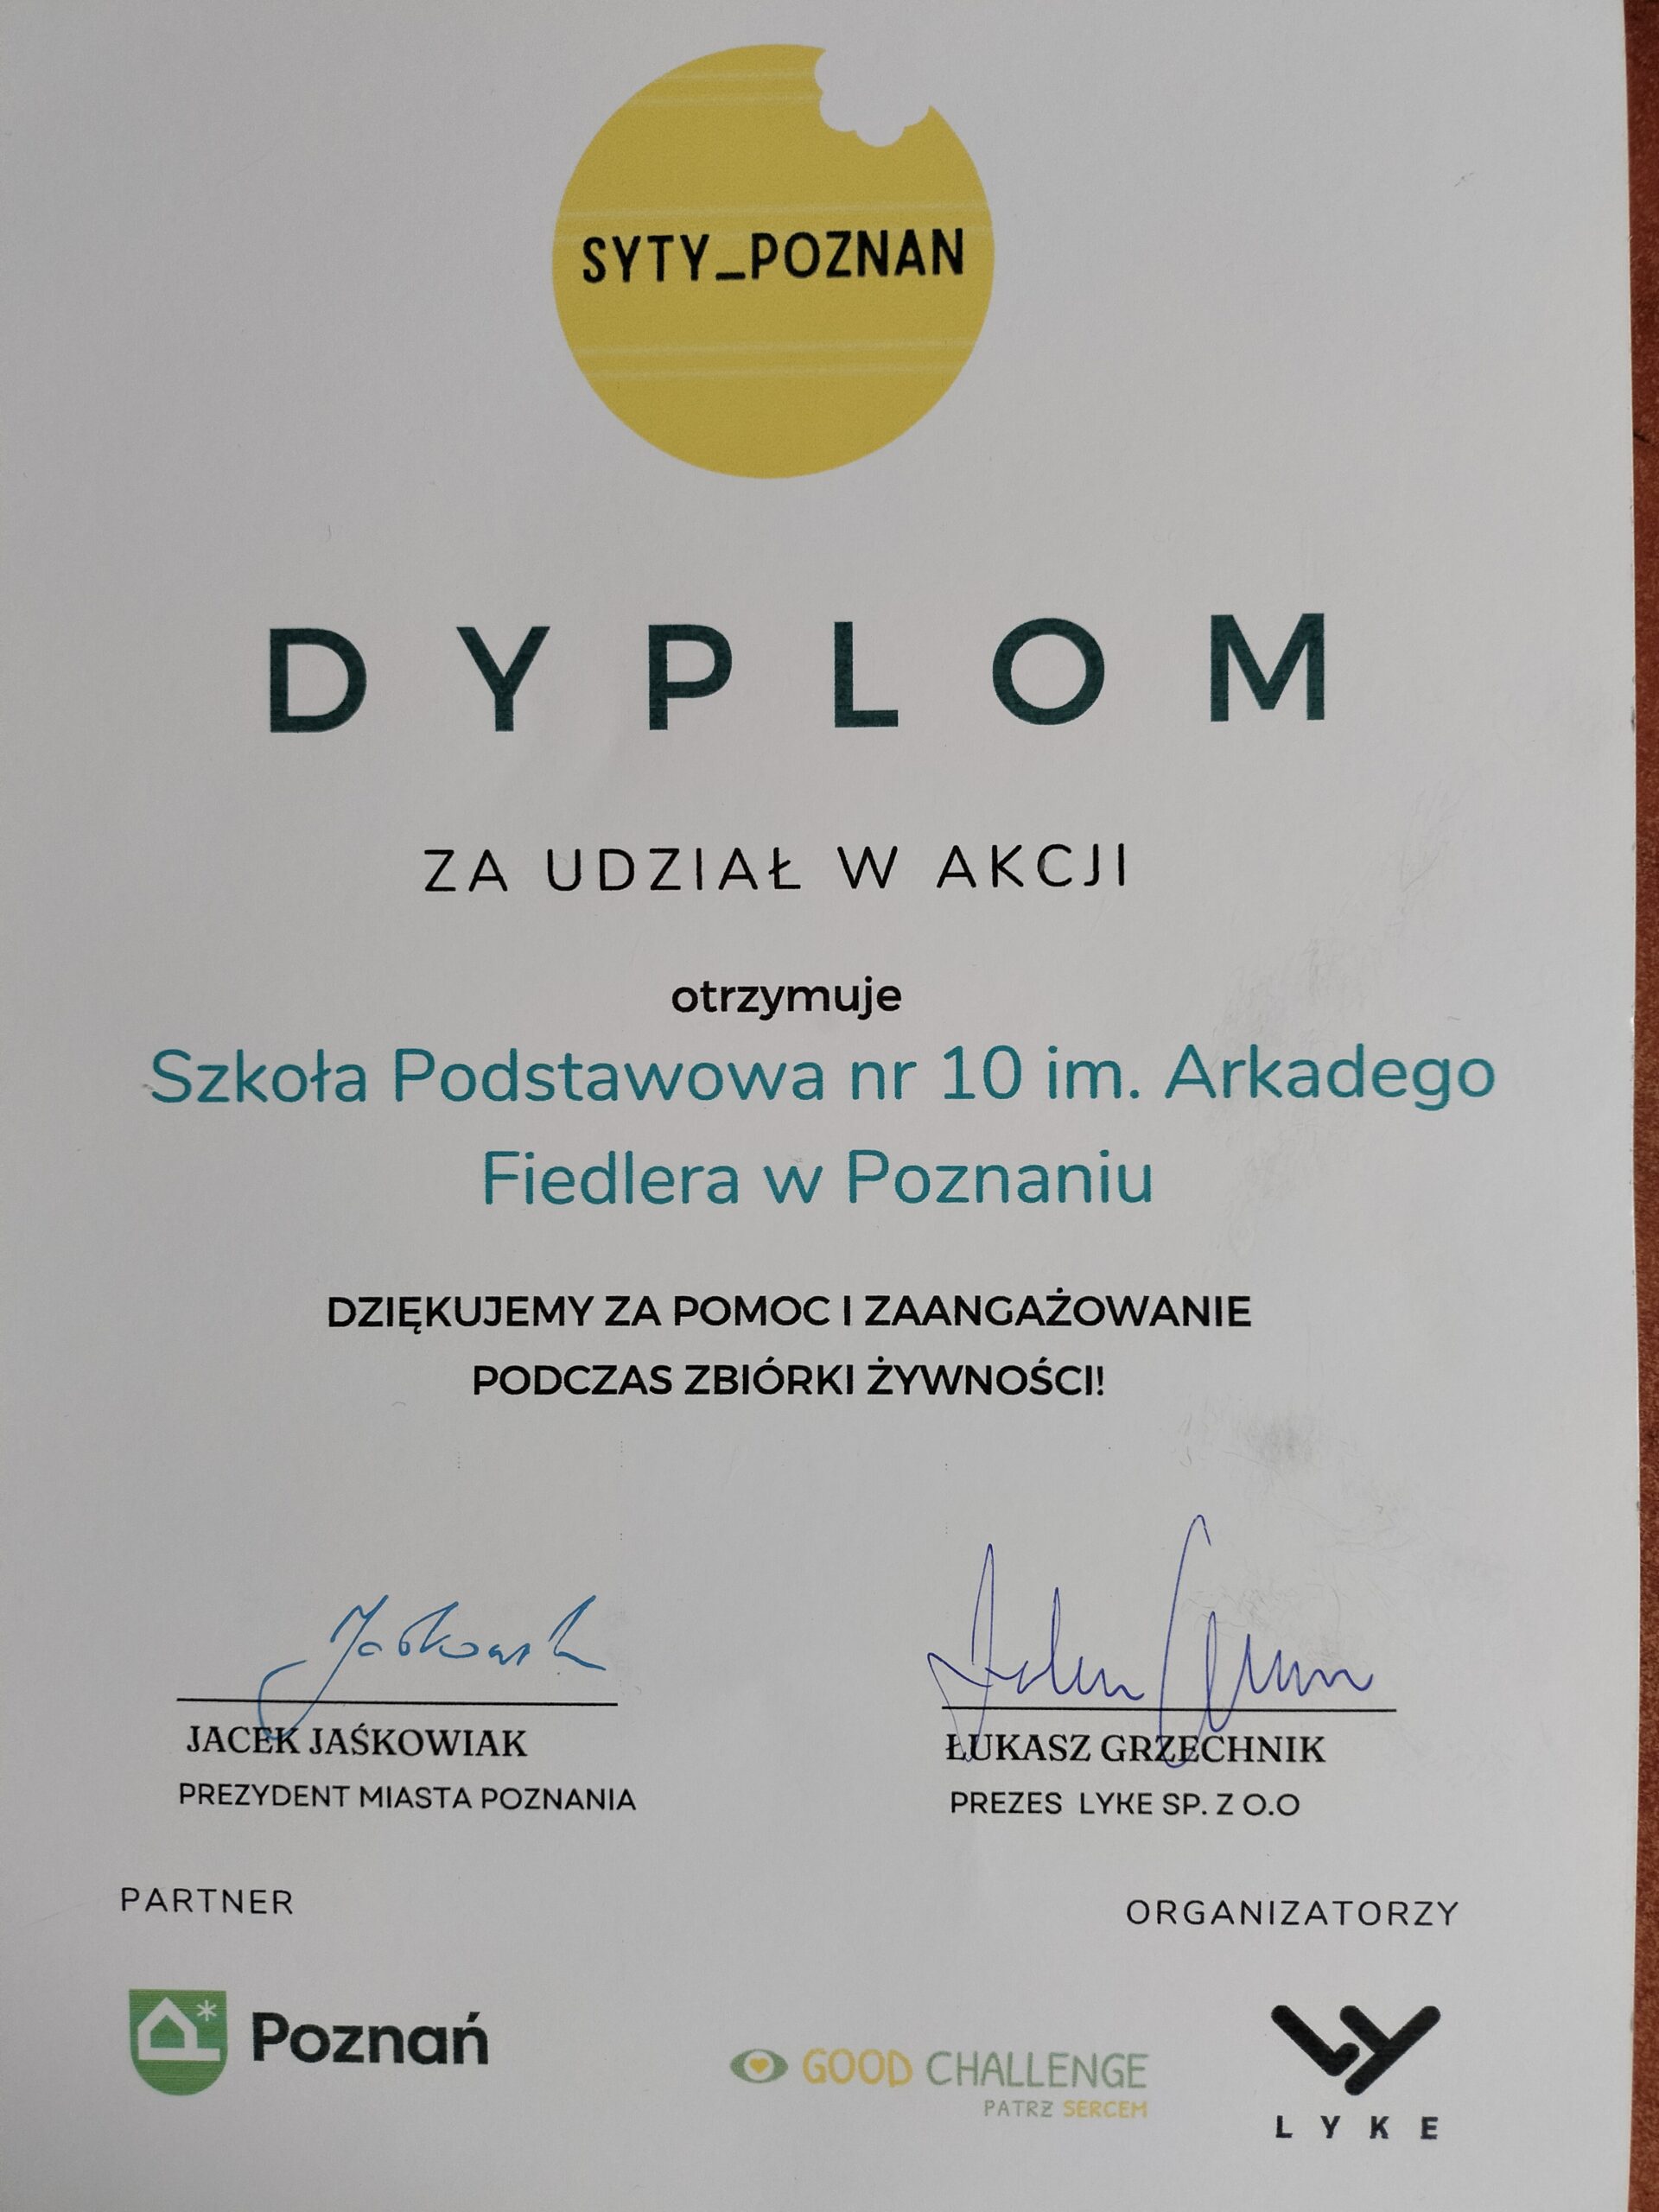 SYTY_POZNAN
DYPLOM
ZA UDZIAŁ W AKCJI
otrzymuje
Szkoła Podstawowa nr 10 im. Arkadego
Fiedlera w Poznaniu
DZIĘKUJEMY ZA POMOC I ZAANGAŻOWANIE
PODCZAS ZBIÓRKI ŻYWNOŚCI!
JACEK JAŚKOWIAK
PREZYDENT MIASTA POZNANIA
ŁUKASZ GRZECHNIK
PREZES LYKE SP. Z O.O
PARTNER
ORGANIZATORZY
Poznań
GOOD CHALLENGE
PATRZ SERCEM
LYKE